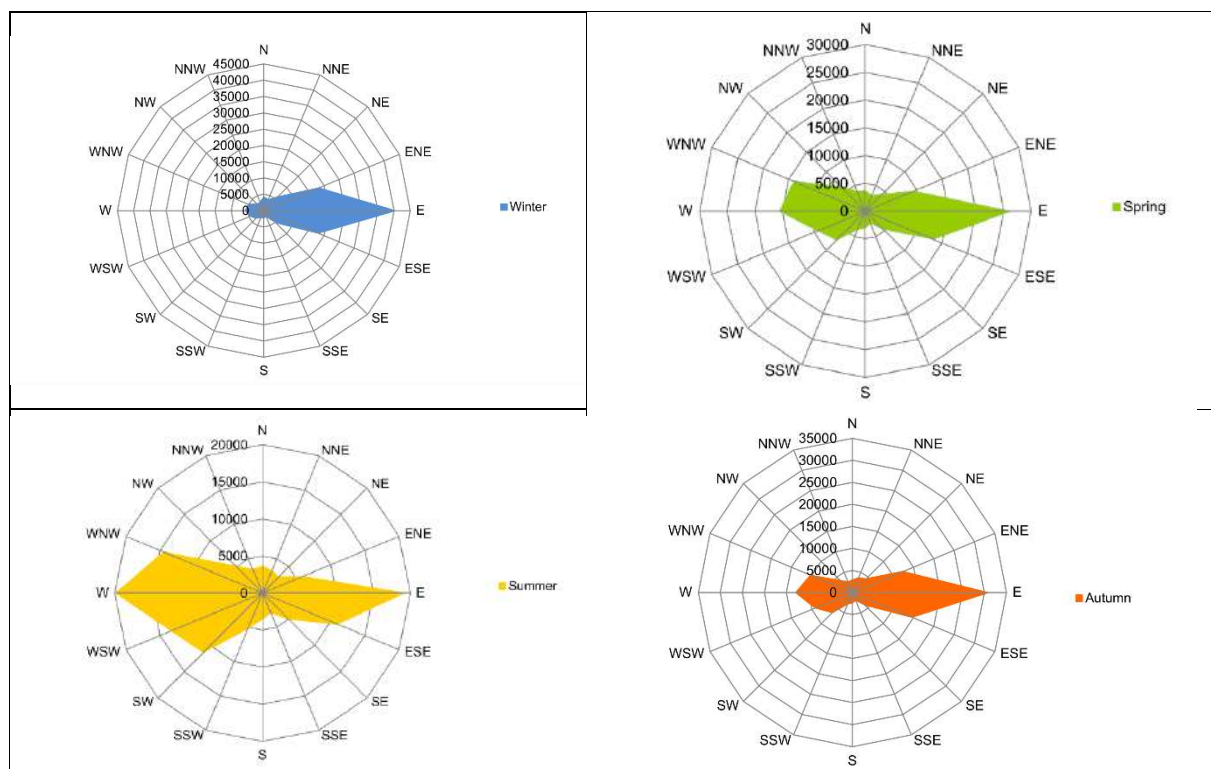 N
NNE
NE
ENE
E
ESE
SE
SSE
S
SSW
SW
WSW
W
WNW
NW
NNW
45000
40000
35000
30000
25000
20000
15000
10000
5000
0
Winter
N
NNE
NE
ENE
E
ESE
SE
SSE
S
SSW
SW
WSW
W
WNW
NW
NNW
30000
25000
20000
15000
10000
5000
0
Spring
N
NNE
NE
ENE
E
ESE
SE
SSE
S
SSW
SW
WSW
W
WNW
NW
NNW
20000
15000
10000
5000
0
Summer
N
NNE
NE
ENE
E
ESE
SE
SSE
S
SSW
SW
WSW
W
WNW
NW
NNW
35000
30000
25000
20000
15000
10000
5000
0
Autumn